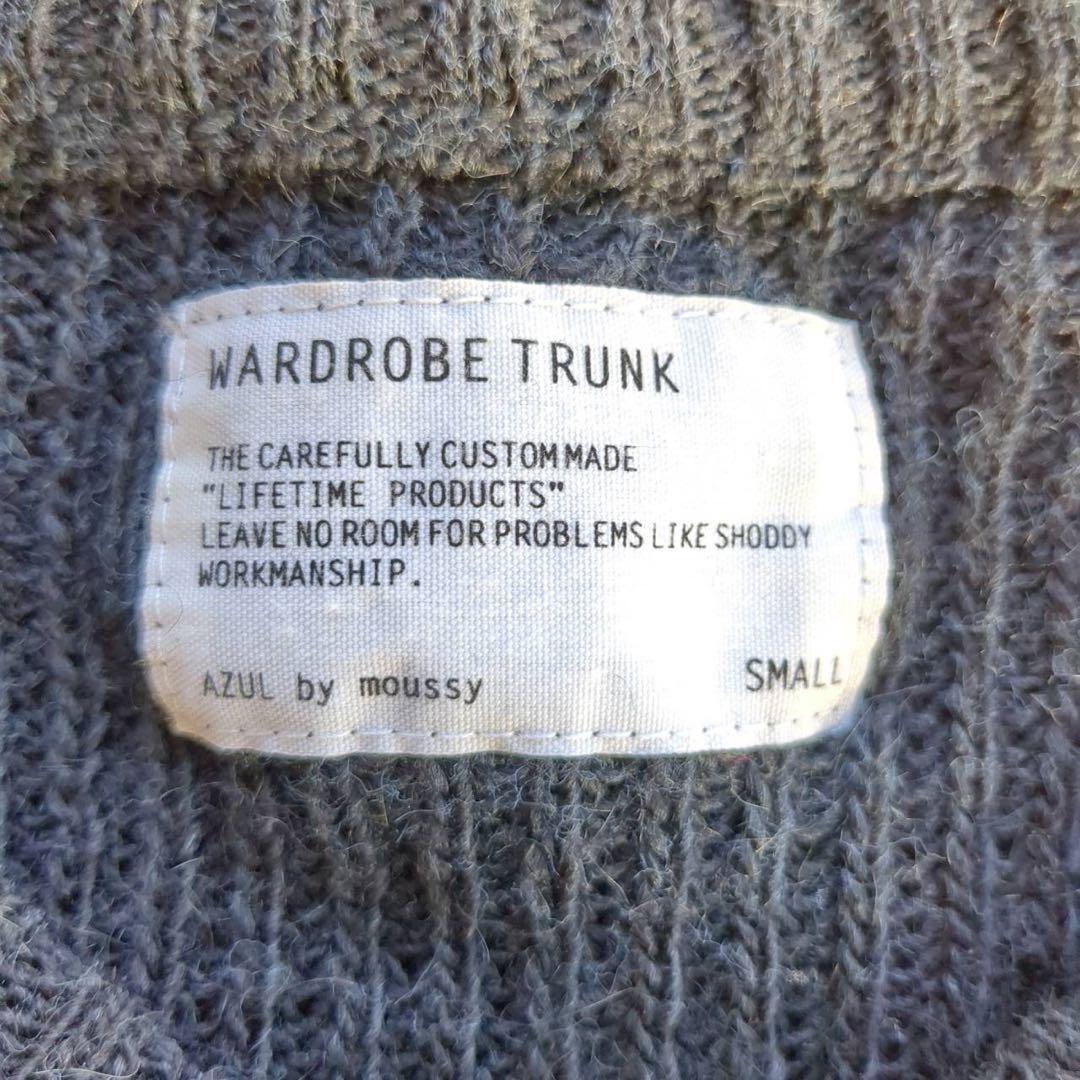 WARDROBE TRUNK
THE CAREFULLY CUSTOM MADE
"LIFETIME PRODUCTS"
LEAVE NO ROOM FOR PROBLEMS LIKE SHODDY
WORKMANSHIP.
AZUL by moussy SMALL